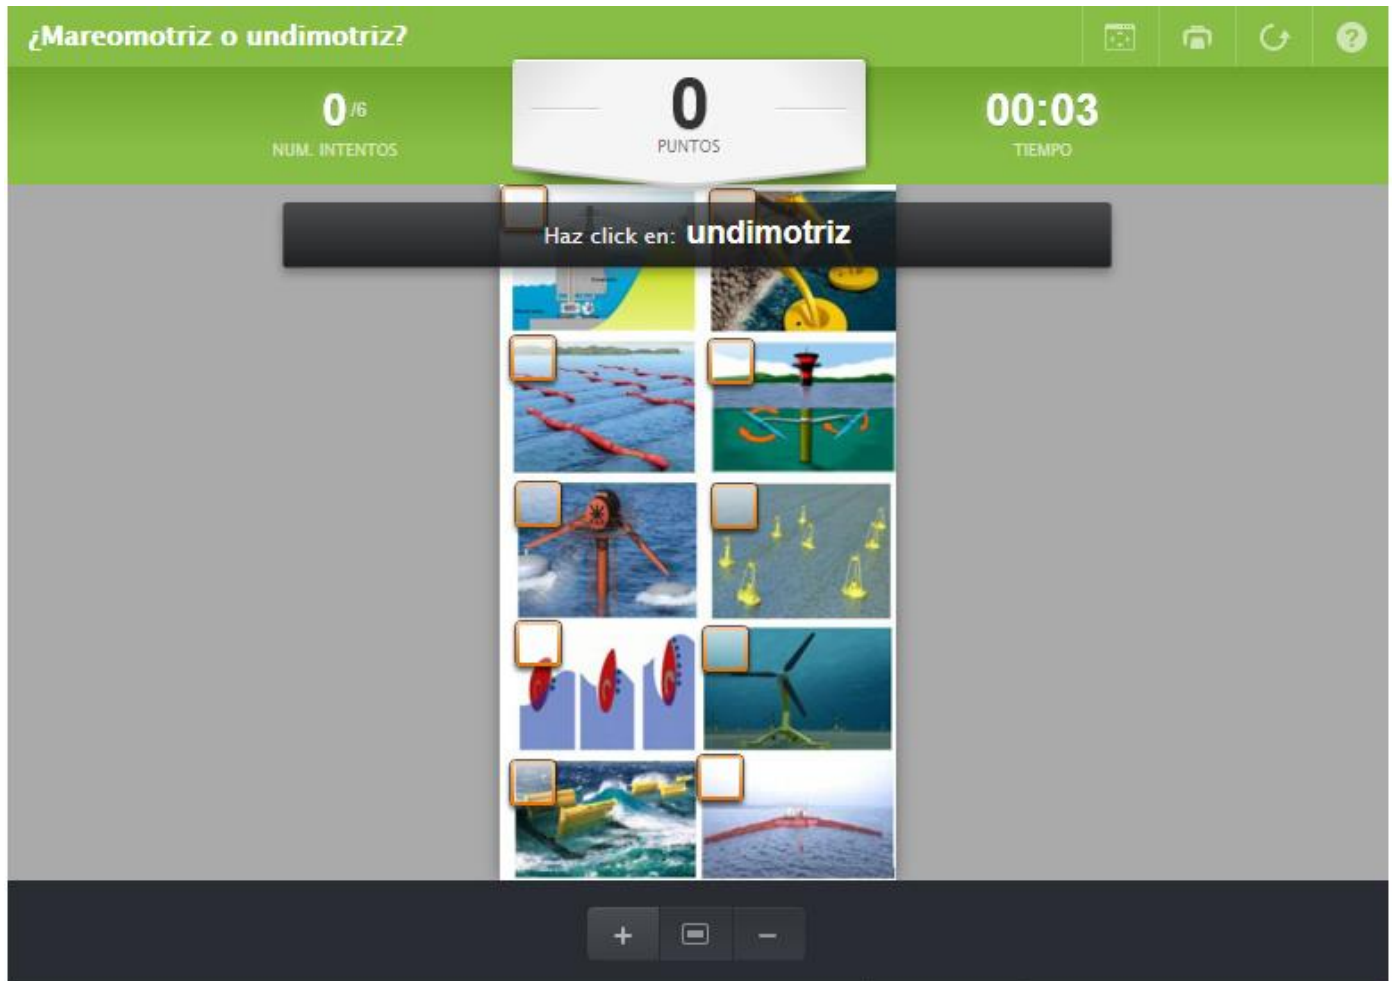 ¿Mareomotriz o undimotriz?
0 /6
NUM. INTENTOS
0
PUNTOS
00:03
TIEMPO
Haz click en: undimotriz